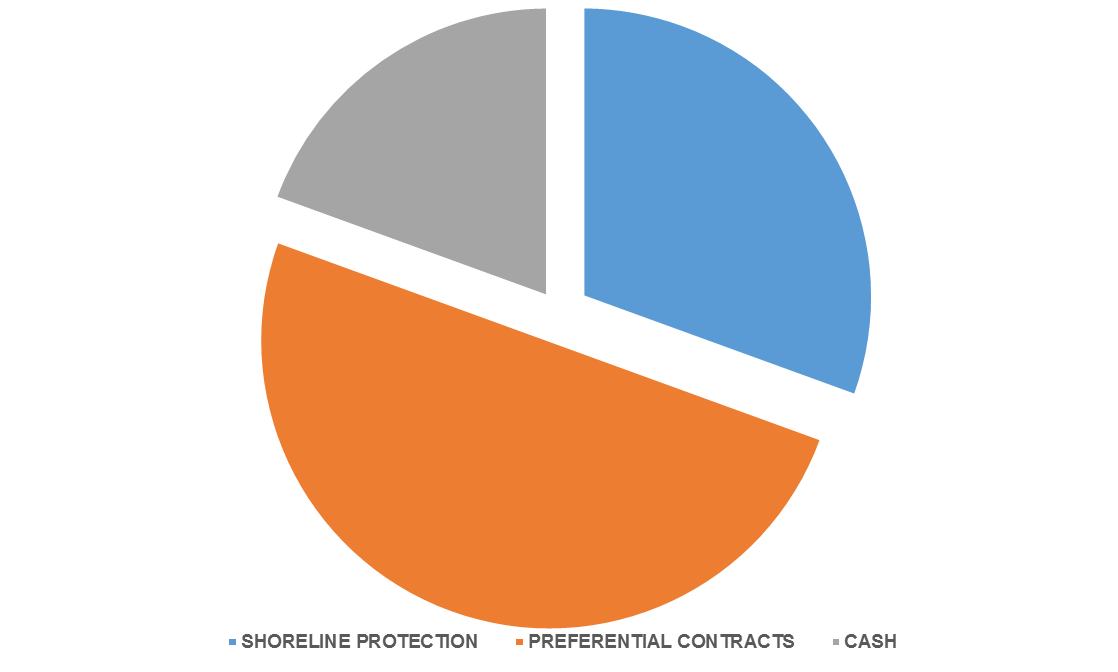 SHORELINE PROTECTION PREFERENTIAL CONTRACTS CASH